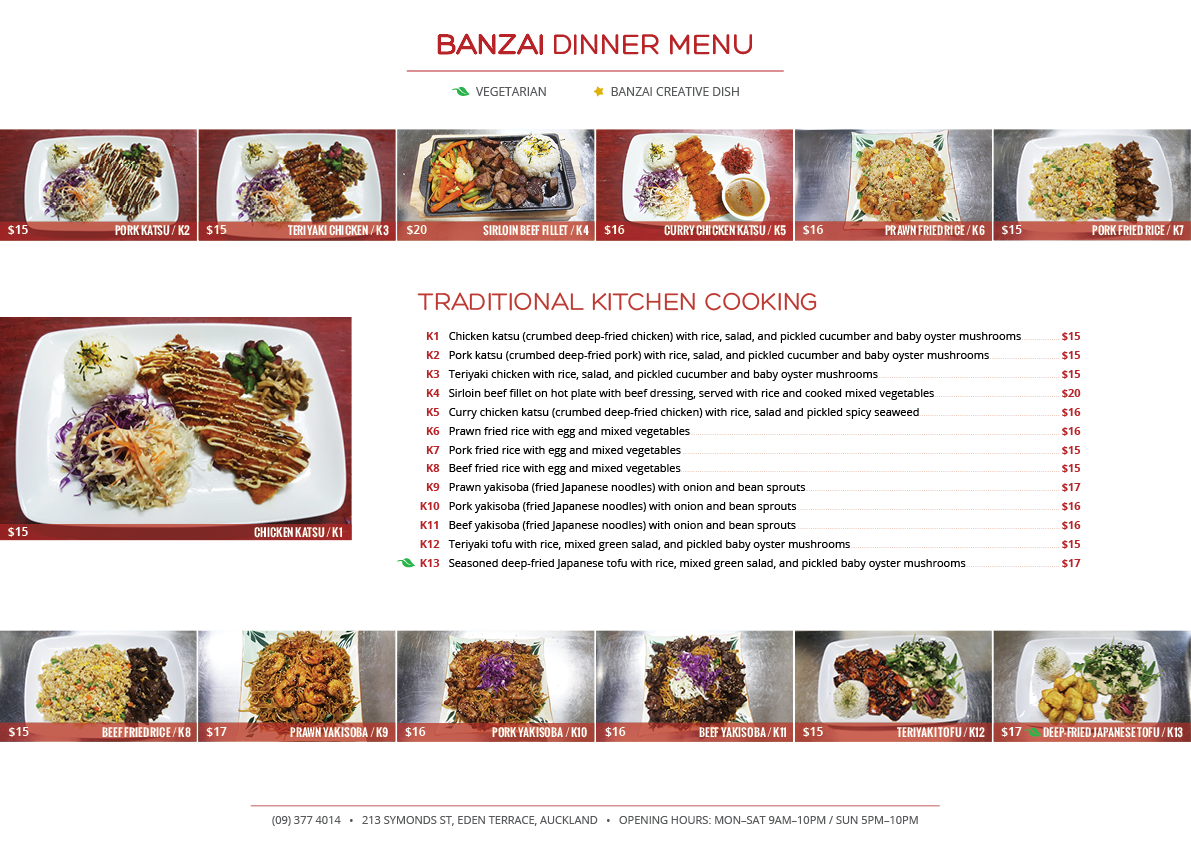 BANZAI DINNER MENU
VEGETARIAN
BANZAI CREATIVE DISH
$15 PORK KATSU / K2
$15 TERIYAKI CHICKEN / K3
$20 SIRLOIN BEEF FILLET / K4
$16 CURRY CHICKEN KATSU / K5
$16 PRAWN FRIED RICE / K6
$15 PORK FRIED RICE / K7
$15 CHICKEN KATSU / K1
TRADITIONAL KITCHEN COOKING
K1 Chicken katsu (crumbed deep-fried chicken) with rice, salad, and pickled cucumber and baby oyster mushrooms $15
K2 Pork katsu (crumbed deep-fried pork) with rice, salad, and pickled cucumber and baby oyster mushrooms $15
K3 Teriyaki chicken with rice, salad, and pickled cucumber and baby oyster mushrooms $15
K4 Sirloin beef fillet on hot plate with beef dressing, served with rice and cooked mixed vegetables $20
K5 Curry chicken katsu (crumbed deep-fried chicken) with rice, salad and pickled spicy seaweed $16
K6 Prawn fried rice with egg and mixed vegetables $16
K7 Pork fried rice with egg and mixed vegetables $15
K8 Beef fried rice with egg and mixed vegetables $15
K9 Prawn yakisoba (fried Japanese noodles) with onion and bean sprouts $17
K10 Pork yakisoba (fried Japanese noodles) with onion and bean sprouts $16
K11 Beef yakisoba (fried Japanese noodles) with onion and bean sprouts $16
K12 Teriyaki tofu with rice, mixed green salad, and pickled baby oyster mushrooms $15
K13 Seasoned deep-fried Japanese tofu with rice, mixed green salad, and pickled baby oyster mushrooms $17
$15 BEEF FRIED RICE / K8
$17 PRAWN YAKISOBA / K9
$16 PORK YAKISOBA / K10
$16 BEEF YAKISOBA / K11
$15 TERIYAKI TOFU / K12
$17 DEEP-FRIED JAPANESE TOFU / K13
(09) 377 4014 • 213 SYMONDS ST, EDEN TERRACE, AUCKLAND • OPENING HOURS: MON–SAT 9AM–10PM / SUN 5PM–10PM